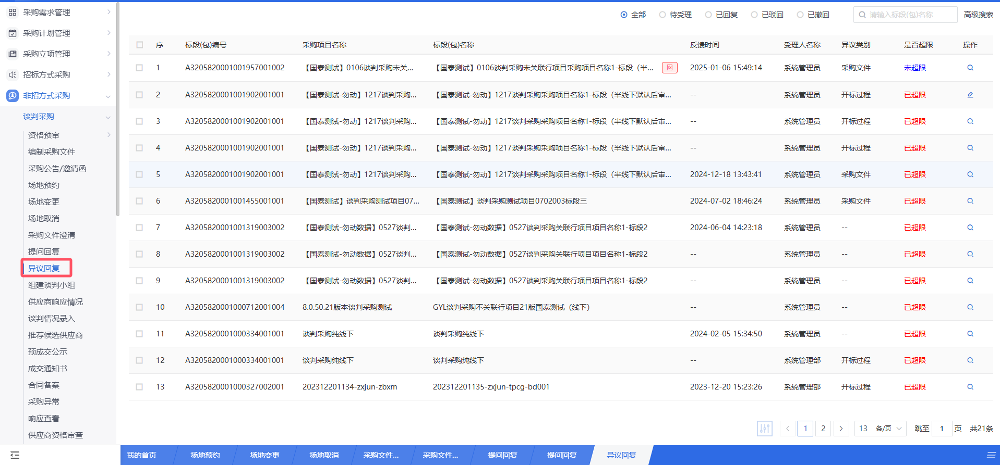 采购需求管理
采购计划管理
采购立项管理
招标方式采购
非招方式采购
谈判采购
资格预审
编制采购文件
采购公告/邀请函
场地预约
场地变更
场地取消
采购文件澄清
提问回复
异议回复
组建谈判小组
供应商响应情况
谈判情况录入
推荐候选供应商
预成交公示
成交通知书
合同备案
采购异常
响应查看
供应商资格审查
全部 待受理 已回复 已驳回 已撤回 请输入标段(包)名称 高级搜索
序 标段(包)编号 采购项目名称 标段(包)名称 反馈时间 受理人名称 异议类别 是否超限 操作
1 A3205820001001957001002 【国泰测试】0106谈判采购未关... 【国泰测试】0106谈判采购未关联行项目采购项目名称1-标段（半... 网 2025-01-06 15:49:14 系统管理员 采购文件 未超限
2 A3205820001001902001001 【国泰测试-勿动】1217谈判采购... 【国泰测试-勿动】1217谈判采购采购项目名称1-标段（半线下默认后审... -- 系统管理员 开标过程 已超限
3 A3205820001001902001001 【国泰测试-勿动】1217谈判采购... 【国泰测试-勿动】1217谈判采购采购项目名称1-标段（半线下默认后审... -- 系统管理员 开标过程 已超限
4 A3205820001001902001001 【国泰测试-勿动】1217谈判采购... 【国泰测试-勿动】1217谈判采购采购项目名称1-标段（半线下默认后审... -- 系统管理员 开标过程 已超限
5 A3205820001001902001001 【国泰测试-勿动】1217谈判采购... 【国泰测试-勿动】1217谈判采购采购项目名称1-标段（半线下默认后审... 2024-12-18 13:43:41 系统管理员 采购文件 已超限
6 A3205820001001455001001 【国泰测试】谈判采购测试项目07... 【国泰测试】谈判采购测试项目0702003标段三 2024-07-02 18:46:24 系统管理员 采购文件 已超限
7 A3205820001001319003002 【国泰测试-勿动数据】0527谈判... 【国泰测试-勿动数据】0527谈判采购关联行项目项目名称1-标段2 2024-06-04 14:23:18 系统管理员 -- 已超限
8 A3205820001001319003002 【国泰测试-勿动数据】0527谈判... 【国泰测试-勿动数据】0527谈判采购关联行项目项目名称1-标段2 -- 系统管理员 -- 已超限
9 A3205820001001319003002 【国泰测试-勿动数据】0527谈判... 【国泰测试-勿动数据】0527谈判采购关联行项目项目名称1-标段2 -- 系统管理员 -- 已超限
10 A3205820001000712001004 8.0.50.21版本谈判采购测试 GYL谈判采购不关联行项目21版国泰测试（线下） -- 系统管理员 -- 已超限
11 A3205820001000334001001 谈判采购纯线下 谈判采购纯线下 2024-02-05 15:34:50 系统管理员 -- 已超限
12 A3205820001000334001001 谈判采购纯线下 谈判采购纯线下 -- 系统管理部 开标过程 已超限
13 A3205820001000327002001 202312201134-zxjun-zbxm 202312201135-zxjun-tpcg-bd001 2023-12-20 15:23:26 系统管理部 开标过程 已超限
1 2 13 条/页 跳至 1 页 共21条
我的首页 场地预约 场地变更 场地取消 采购文件... 采购文件... 提问回复 提问回复 异议回复